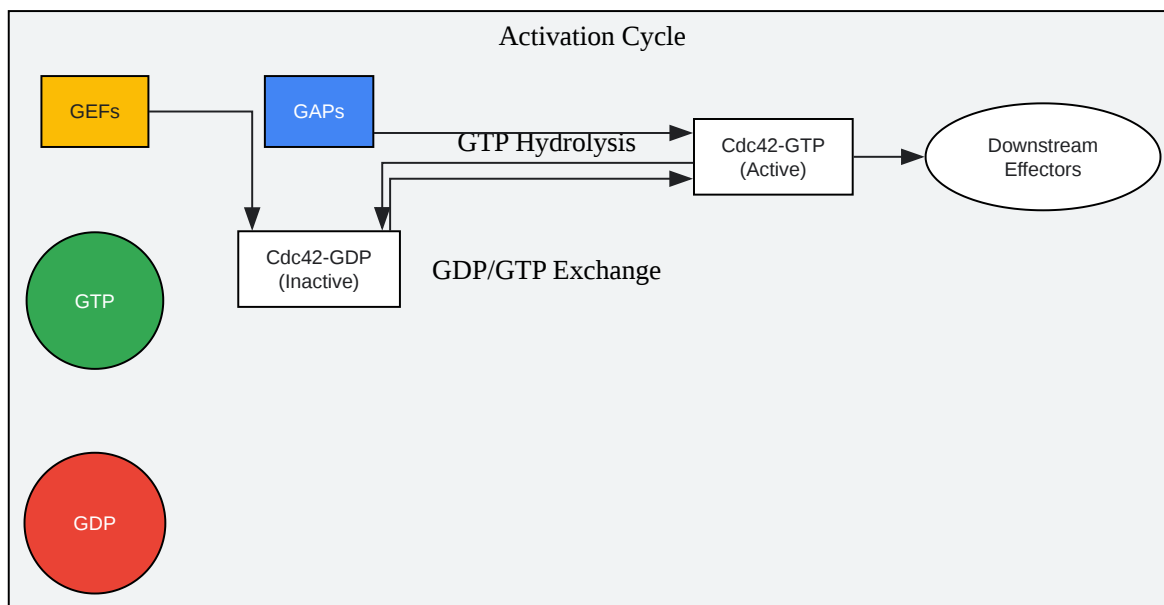 Activation Cycle
GEFs
GAPs
GTP Hydrolysis
Cdc42-GTP
(Active)
Downstream
Effectors
Cdc42-GDP
(Inactive)
GDP/GTP Exchange
GTP
GDP